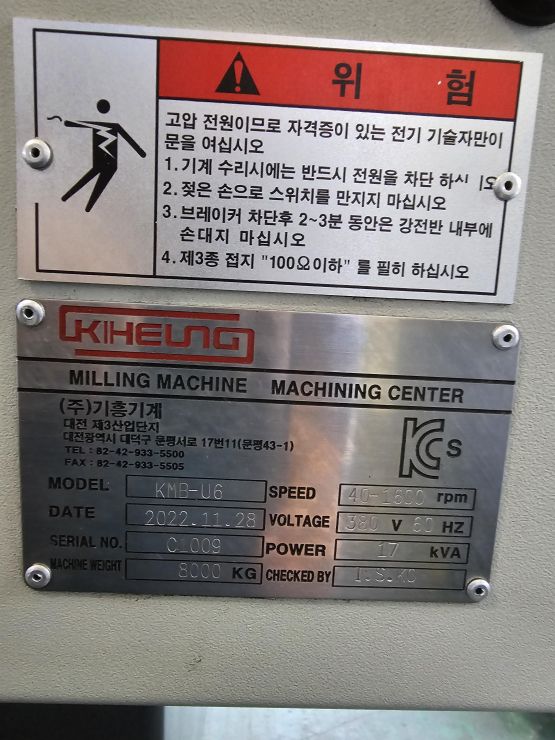 위 험
고압 전원이므로 자격증이 있는 전기 기술자만이
문을 여십시오
1. 기계 수리시에는 반드시 전원을 차단 하시 오
2. 젖은 손으로 스위치를 만지지 마십시오
3. 브레이커 차단후 2~3분 동안은 강전반 내부에
손대지 마십시오
4. 제3종 접지 "100Ω이하" 를 필히 하십시오
KIHEUNG
MILLING MACHINE MACHINING CENTER
(주)기흥기계
대전 제3산업단지
대전광역시 대덕구 문평서로 17번11(문평43-1)
TEL : 82-42-933-5500
FAX : 82-42-933-5505
KC s
MODEL KMB-U6 SPEED 40-1600 rpm
DATE 2022.11.28 VOLTAGE 380 V 60 HZ
SERIAL NO. C1009 POWER 17 kVA
MACHINE WEIGHT 8000 KG CHECKED BY I.S.KO